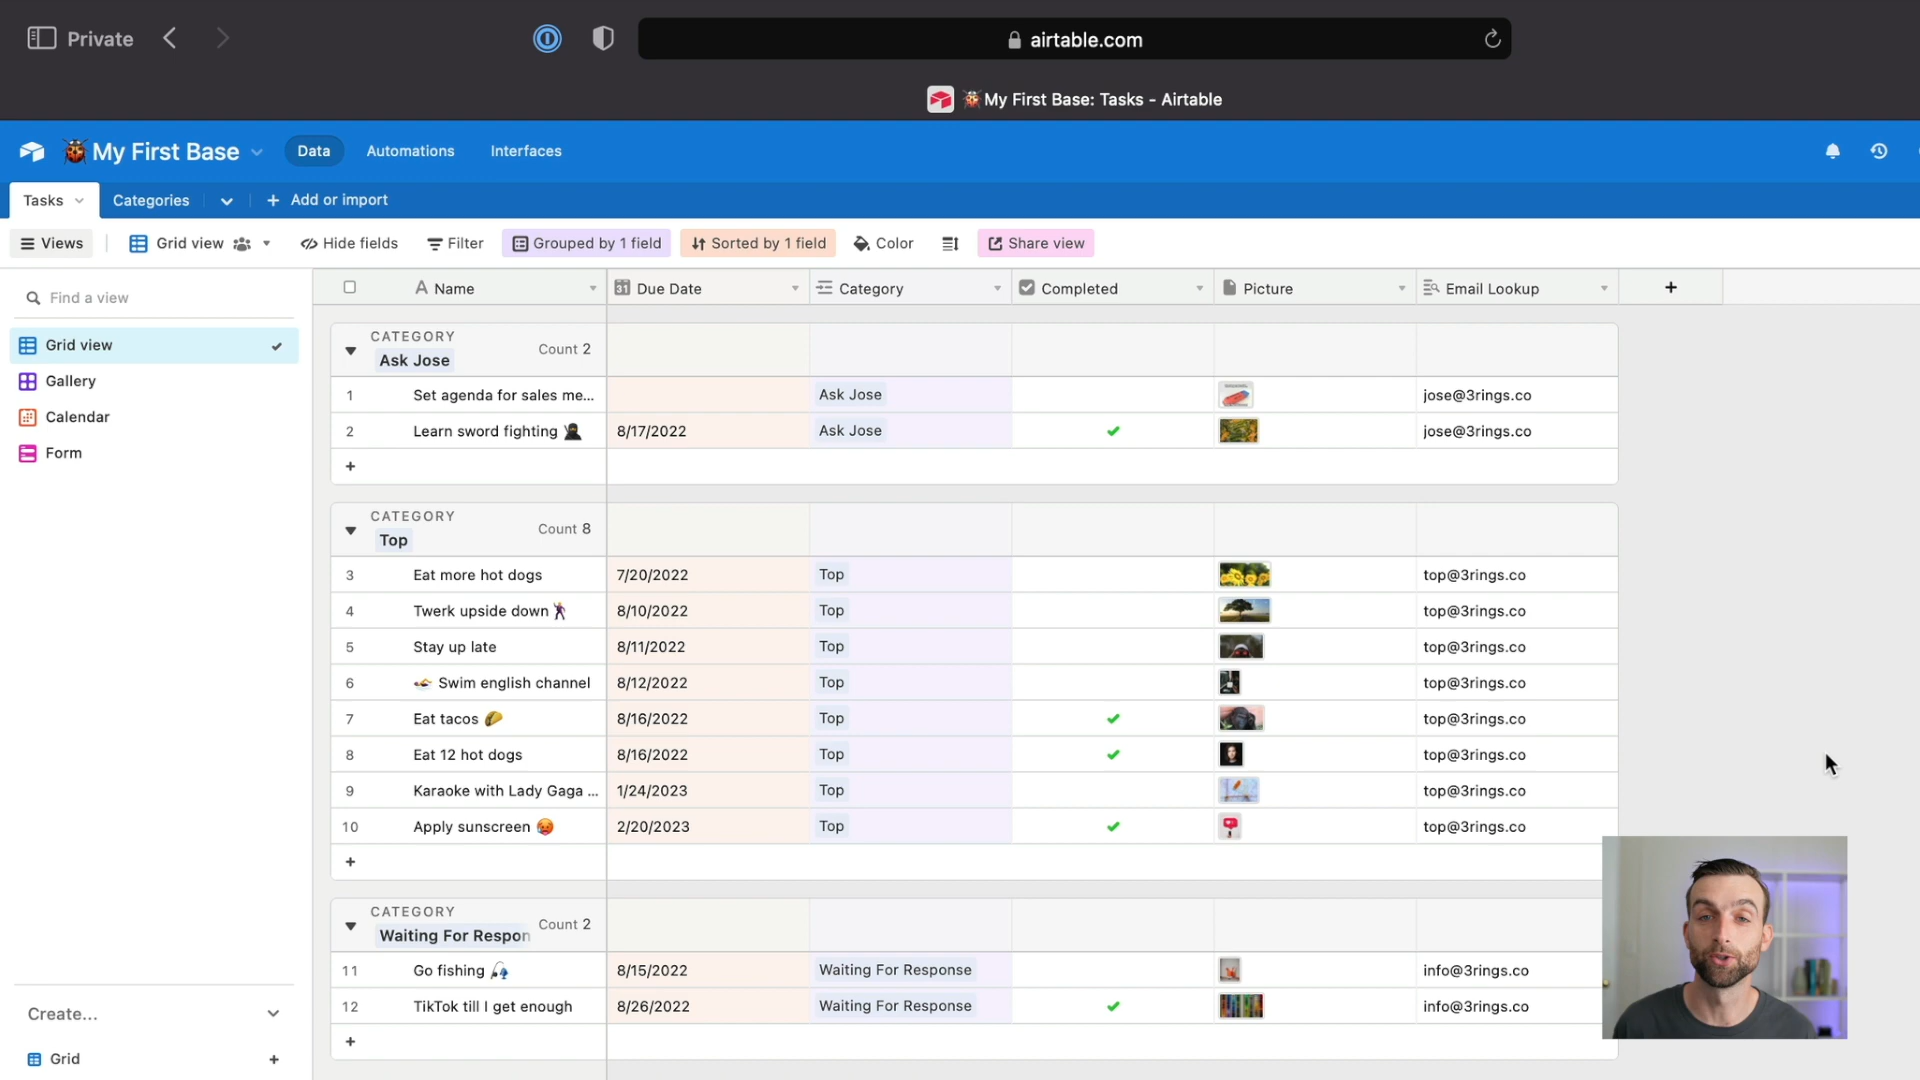 Private
airtable.com
My First Base: Tasks - Airtable
My First Base Data Automations Interfaces
Tasks Categories + Add or import
Views Grid view Hide fields Filter Grouped by 1 field Sorted by 1 field Color Share view
Find a view
Grid view
Gallery
Calendar
Form
Create...
Grid +
A Name 31 Due Date Category Completed Picture Email Lookup +
CATEGORY
Ask Jose Count 2
1 Set agenda for sales me... Ask Jose jose@3rings.co
2 Learn sword fighting 🥷 8/17/2022 Ask Jose jose@3rings.co
+
CATEGORY
Top Count 8
3 Eat more hot dogs 7/20/2022 Top top@3rings.co
4 Twerk upside down 8/10/2022 Top top@3rings.co
5 Stay up late 8/11/2022 Top top@3rings.co
6 Swim english channel 8/12/2022 Top top@3rings.co
7 Eat tacos 🌮 8/16/2022 Top top@3rings.co
8 Eat 12 hot dogs 8/16/2022 Top top@3rings.co
9 Karaoke with Lady Gaga ... 1/24/2023 Top top@3rings.co
10 Apply sunscreen 🥵 2/20/2023 Top top@3rings.co
+
CATEGORY
Waiting For Respon Count 2
11 Go fishing 🎣 8/15/2022 Waiting For Response info@3rings.co
12 TikTok till I get enough 8/26/2022 Waiting For Response info@3rings.co
+